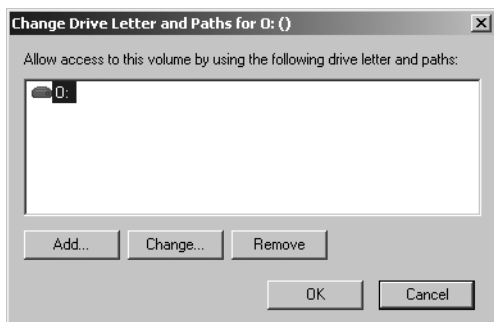 Change Drive Letter and Paths for O: ()
Allow access to this volume by using the following drive letter and paths:
O:
Add... Change... Remove
OK Cancel